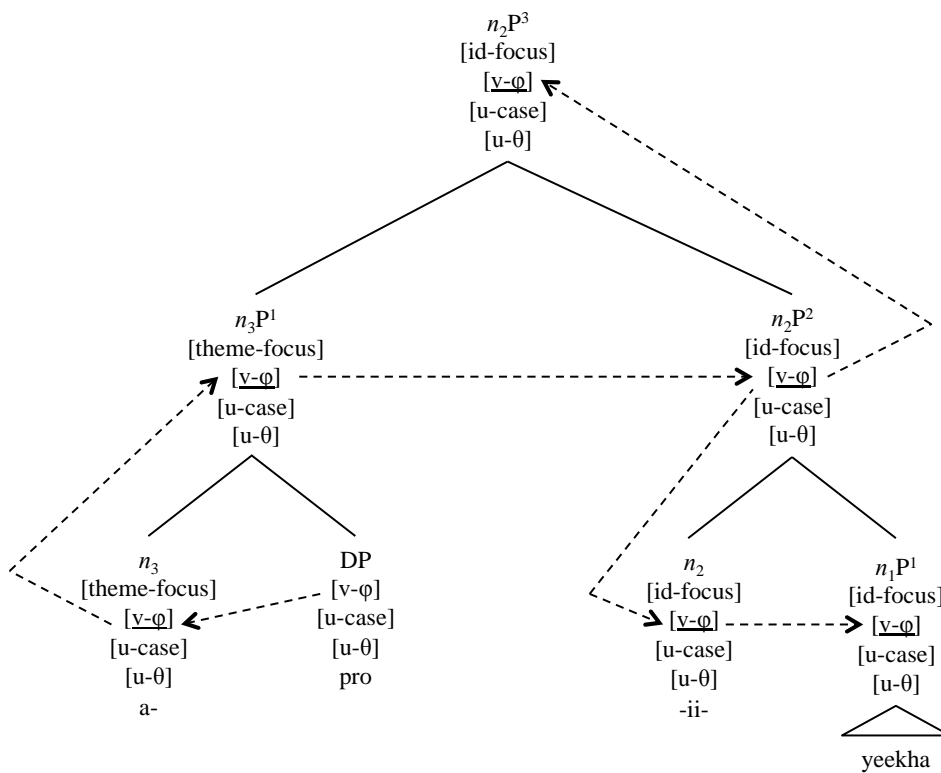 n₂P³
[id-focus]
[v-φ]
[u-case]
[u-θ]
n₃P¹
[theme-focus]
[v-φ]
[u-case]
[u-θ]
n₂P²
[id-focus]
[v-φ]
[u-case]
[u-θ]
n₃
[theme-focus]
[v-φ]
[u-case]
[u-θ]
a-
DP
[v-φ]
[u-case]
[u-θ]
pro
n₂
[id-focus]
[v-φ]
[u-case]
[u-θ]
-ii-
n₁P¹
[id-focus]
[v-φ]
[u-case]
[u-θ]
yeekha